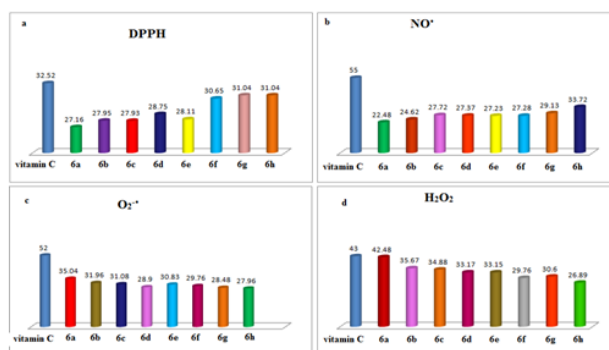 a
DPPH
32.52 27.16 27.95 27.93 28.75 28.11 30.65 31.04 31.04
vitamin C 6a 6b 6c 6d 6e 6f 6g 6h
b
NO•
55 22.48 24.62 27.72 27.37 27.23 27.28 29.13 33.72
vitamin C 6a 6b 6c 6d 6e 6f 6g 6h
c
O₂⁻•
52 35.04 31.96 31.08 28.9 30.83 29.76 28.48 27.96
vitamin C 6a 6b 6c 6d 6e 6f 6g 6h
d
H₂O₂
43 42.48 35.67 34.88 33.17 33.15 29.76 30.6 26.89
vitamin C 6a 6b 6c 6d 6e 6f 6g 6h